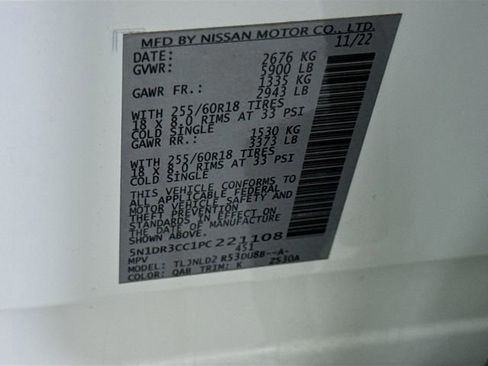 MFD BY NISSAN MOTOR CO., LTD.
DATE: 11/22
GVWR: 2676 KG
5900 LB
GAWR FR.: 1335 KG
2943 LB
WITH 255/60R18 TIRES
18 X 8.0 RIMS AT 33 PSI
COLD SINGLE
GAWR RR.: 1530 KG
3373 LB
WITH 255/60R18 TIRES
18 X 8.0 RIMS AT 33 PSI
COLD SINGLE
THIS VEHICLE CONFORMS TO
ALL APPLICABLE FEDERAL
MOTOR VEHICLE SAFETY AND
THEFT PREVENTION
STANDARDS IN EFFECT ON
THE DATE OF MANUFACTURE
SHOWN ABOVE.
5N1DR3CC1PC221108
MPV 451
MODEL: TLJNLD2 R53DU8B--A-
COLOR: QAB TRIM: K ZS30A